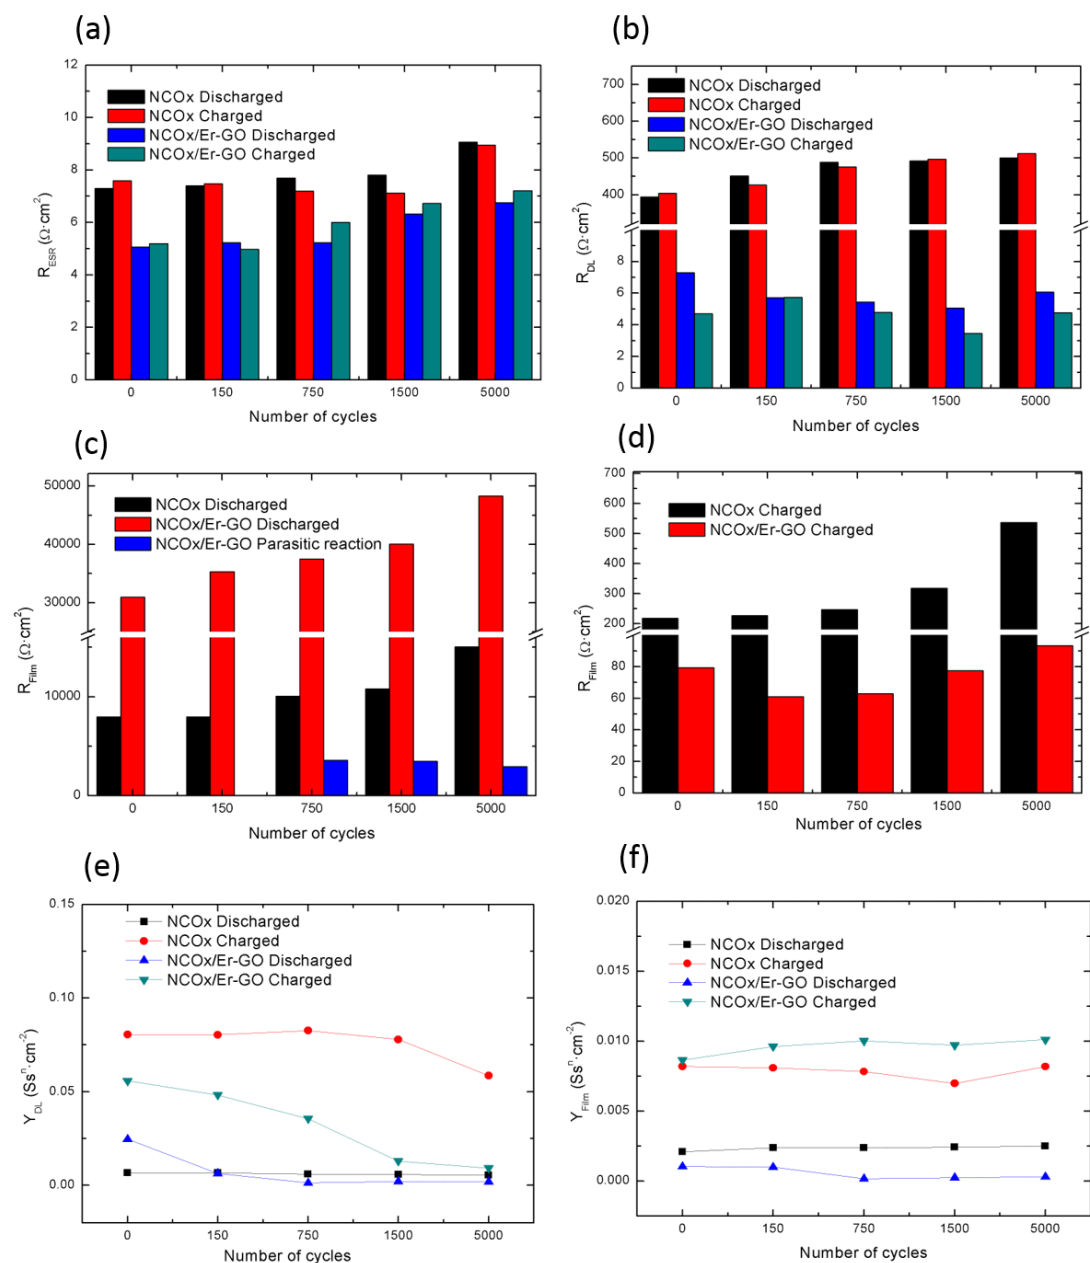 (a)
12
10
8
6
4
2
0
R_ESR (Ω·cm²)
NCOx Discharged
NCOx Charged
NCOx/Er-GO Discharged
NCOx/Er-GO Charged
0 150 750 1500 5000
Number of cycles
(b)
700
600
500
400
8
6
4
2
0
R_DL (Ω·cm²)
NCOx Discharged
NCOx Charged
NCOx/Er-GO Discharged
NCOx/Er-GO Charged
0 150 750 1500 5000
Number of cycles
(c)
50000
40000
30000
10000
0
R_Film (Ω·cm²)
NCOx Discharged
NCOx/Er-GO Discharged
NCOx/Er-GO Parasitic reaction
0 150 750 1500 5000
Number of cycles
(d)
700
600
500
400
300
200
80
60
40
20
0
R_Film (Ω·cm²)
NCOx Charged
NCOx/Er-GO Charged
0 150 750 1500 5000
Number of cycles
(e)
0.15
0.10
0.05
0.00
Y_DL (Ssⁿ·cm⁻²)
NCOx Discharged
NCOx Charged
NCOx/Er-GO Discharged
NCOx/Er-GO Charged
0 150 750 1500 5000
Number of cycles
(f)
0.020
0.015
0.010
0.005
0.000
Y_Film (Ssⁿ·cm⁻²)
NCOx Discharged
NCOx Charged
NCOx/Er-GO Discharged
NCOx/Er-GO Charged
0 150 750 1500 5000
Number of cycles